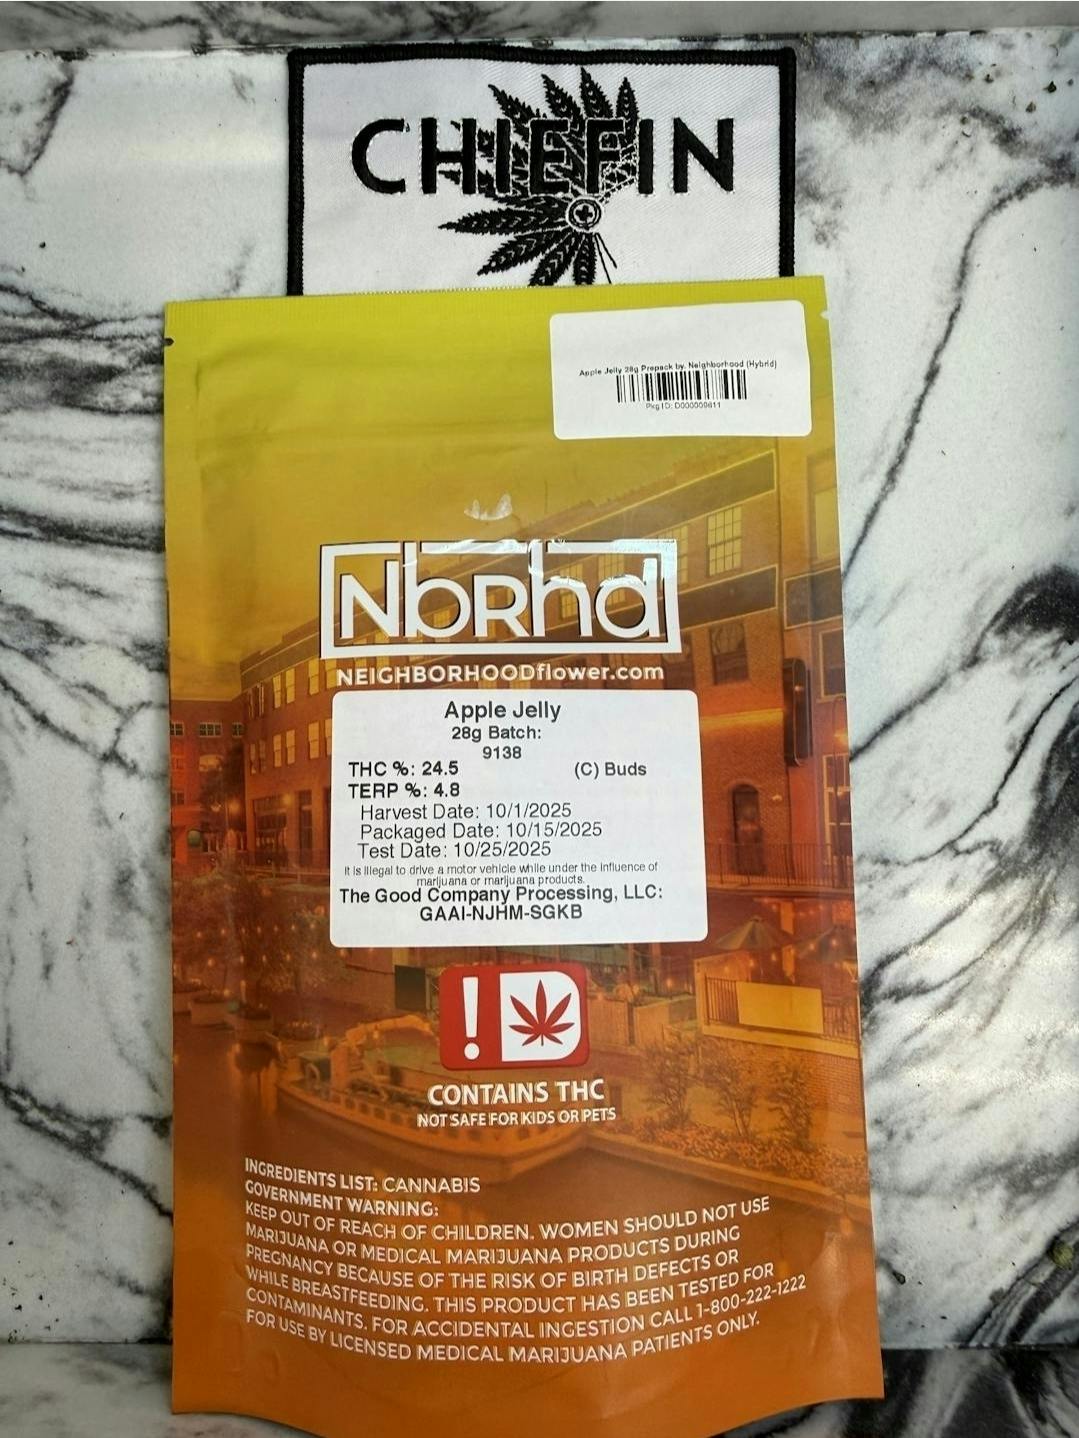 CHIEFIN
Apple Jelly 28g Prepack by. Neighborhood (Hybrid)
Pkg ID: D000009611
NbRhd
NEIGHBORHOODflower.com
Apple Jelly
28g Batch:
9138
THC %: 24.5 (C) Buds
TERP %: 4.8
Harvest Date: 10/1/2025
Packaged Date: 10/15/2025
Test Date: 10/25/2025
It is illegal to drive a motor vehicle while under the influence of
marijuana or marijuana products.
The Good Company Processing, LLC:
GAAI-NJHM-SGKB
!
CONTAINS THC
NOT SAFE FOR KIDS OR PETS
INGREDIENTS LIST: CANNABIS
GOVERNMENT WARNING:
KEEP OUT OF REACH OF CHILDREN. WOMEN SHOULD NOT USE
MARIJUANA OR MEDICAL MARIJUANA PRODUCTS DURING
PREGNANCY BECAUSE OF THE RISK OF BIRTH DEFECTS OR
WHILE BREASTFEEDING. THIS PRODUCT HAS BEEN TESTED FOR
CONTAMINANTS. FOR ACCIDENTAL INGESTION CALL 1-800-222-1222
FOR USE BY LICENSED MEDICAL MARIJUANA PATIENTS ONLY.